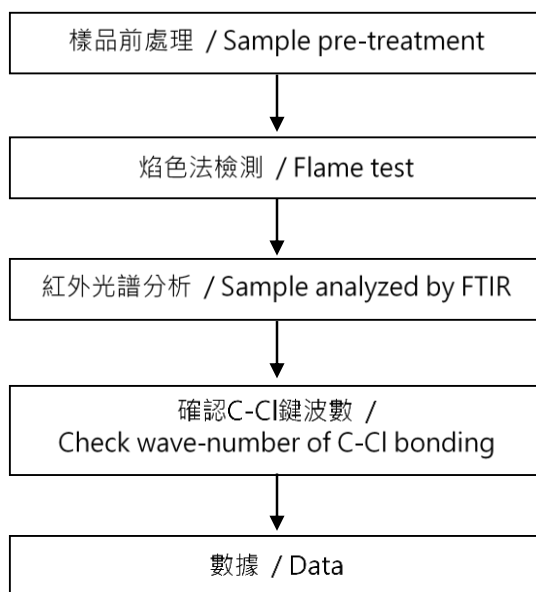 樣品前處理 / Sample pre-treatment
焰色法檢測 / Flame test
紅外光譜分析 / Sample analyzed by FTIR
確認C-Cl鍵波數 /
Check wave-number of C-Cl bonding
數據 / Data